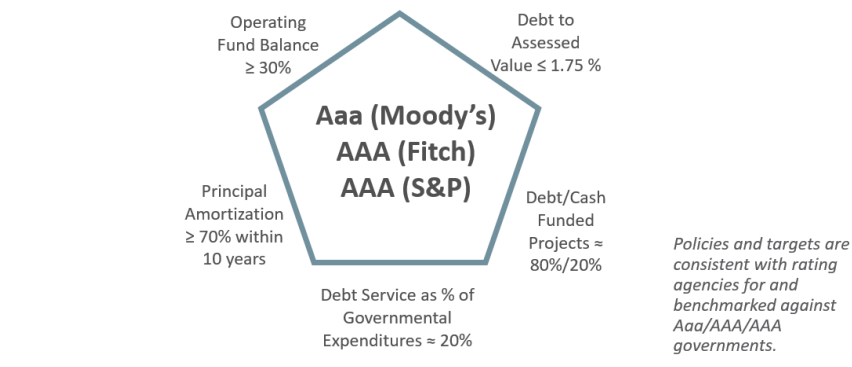 Operating
Fund Balance
≥ 30%
Debt to
Assessed
Value ≤ 1.75 %
Aaa (Moody’s)
AAA (Fitch)
AAA (S&P)
Principal
Amortization
≥ 70% within
10 years
Debt/Cash
Funded
Projects ≈
80%/20%
Debt Service as % of
Governmental
Expenditures ≈ 20%
Policies and targets are
consistent with rating
agencies for and
benchmarked against
Aaa/AAA/AAA
governments.